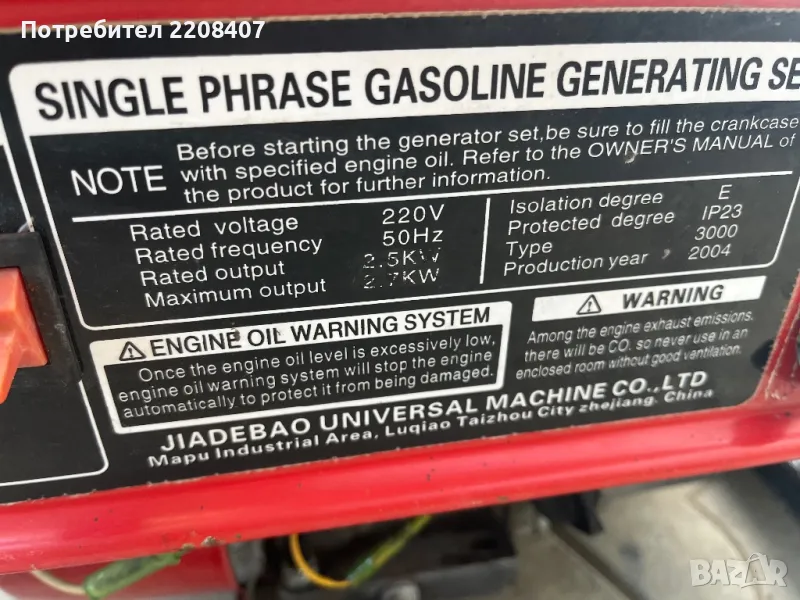 Потребител 2208407
SINGLE PHRASE GASOLINE GENERATING SE
NOTE
Before starting the generator set,be sure to fill the crankcase
with specified engine oil. Refer to the OWNER'S MANUAL of
the product for further information.
Rated voltage 220V
Rated frequency 50Hz
Rated output 2.5KW
Maximum output 2.7KW
Isolation degree E
Protected degree IP23
Type 3000
Production year 2004
ENGINE OIL WARNING SYSTEM
Once the engine oil level is excessively low,
engine oil warning system will stop the engine
automatically to protect it from being damaged.
WARNING
Among the engine exhaust emissions.
there will be CO. so never use in an
enclosed room without good ventilation.
JIADEBAO UNIVERSAL MACHINE CO.,LTD
Mapu Industrial Area, Luqiao Taizhou City zhejiang. China
BAZAR